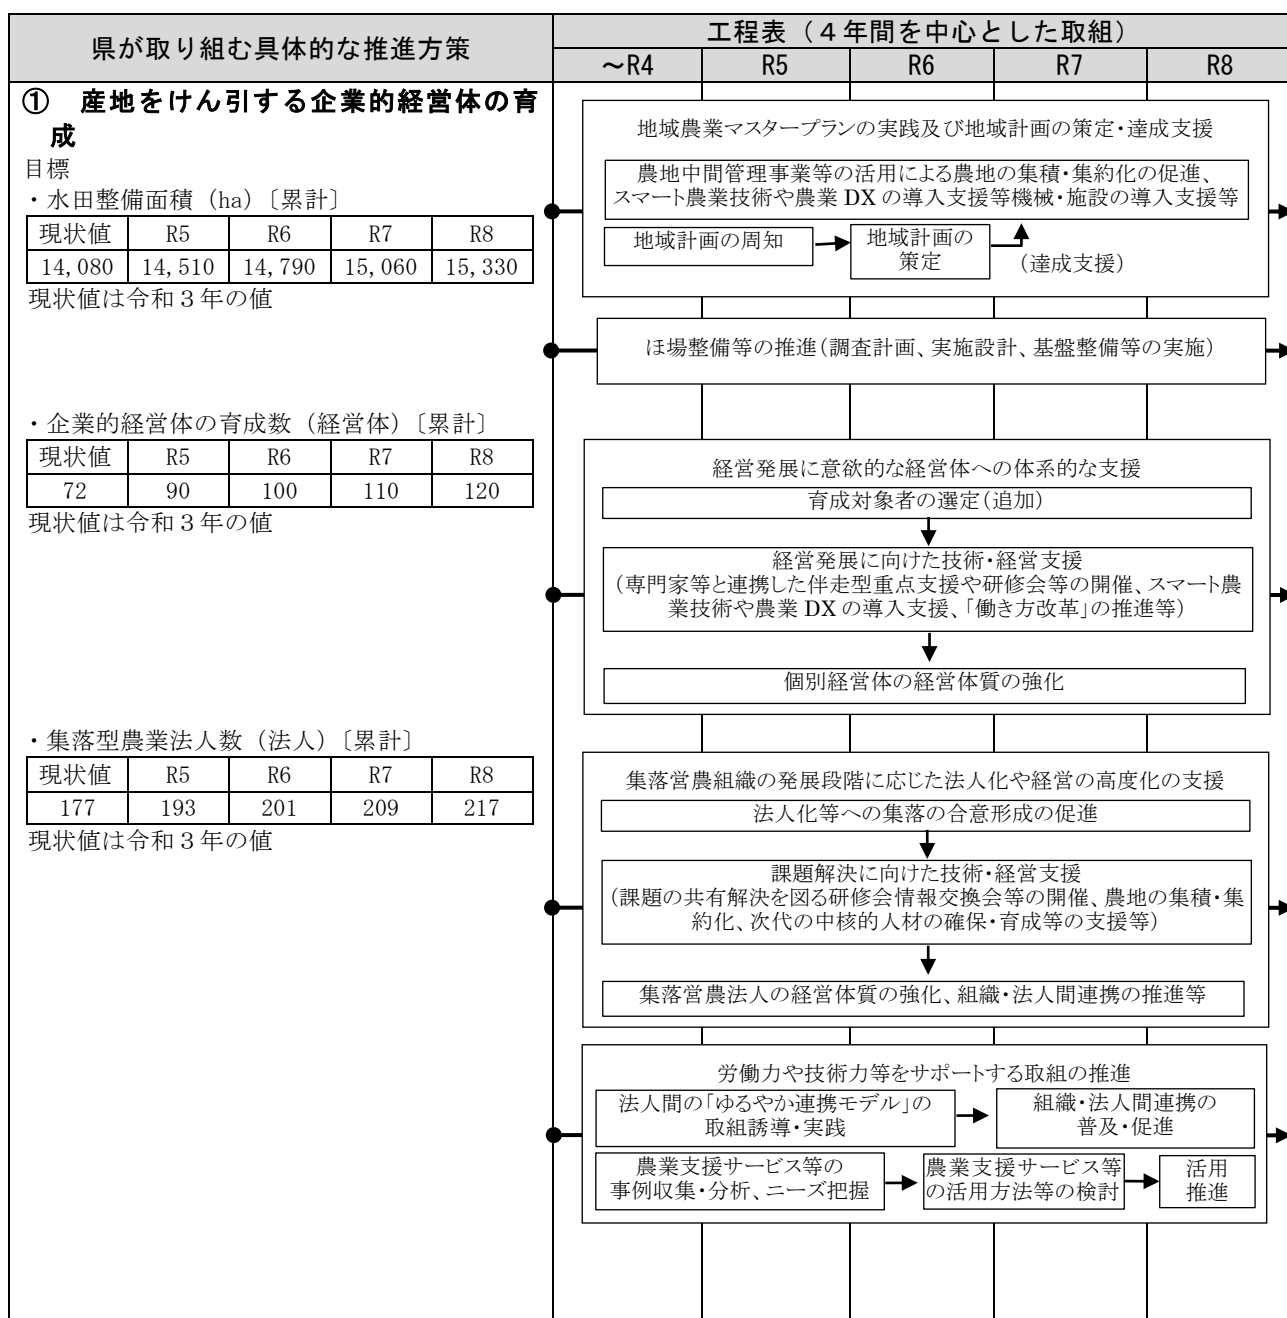 県が取り組む具体的な推進方策
工程表（４年間を中心とした取組）
～R4 R5 R6 R7 R8
① 産地をけん引する企業的経営体の育
成
目標
・水田整備面積（ha）〔累計〕
現状値 R5 R6 R7 R8
14,080 14,510 14,790 15,060 15,330
現状値は令和３年の値
・企業的経営体の育成数（経営体）〔累計〕
現状値 R5 R6 R7 R8
72 90 100 110 120
現状値は令和３年の値
・集落型農業法人数（法人）〔累計〕
現状値 R5 R6 R7 R8
177 193 201 209 217
現状値は令和３年の値
地域農業マスタープランの実践及び地域計画の策定・達成支援
農地中間管理事業等の活用による農地の集積・集約化の促進、
スマート農業技術や農業 DX の導入支援等機械・施設の導入支援等
地域計画の周知
地域計画の
策定
（達成支援）
ほ場整備等の推進（調査計画、実施設計、基盤整備等の実施）
経営発展に意欲的な経営体への体系的な支援
育成対象者の選定（追加）
経営発展に向けた技術・経営支援
（専門家等と連携した伴走型重点支援や研修会等の開催、スマート農
業技術や農業 DX の導入支援、「働き方改革」の推進等）
個別経営体の経営体質の強化
集落営農組織の発展段階に応じた法人化や経営の高度化の支援
法人化等への集落の合意形成の促進
課題解決に向けた技術・経営支援
（課題の共有解決を図る研修会情報交換会等の開催、農地の集積・集
約化、次代の中核的人材の確保・育成等の支援等）
集落営農法人の経営体質の強化、組織・法人間連携の推進等
労働力や技術力等をサポートする取組の推進
法人間の「ゆるやか連携モデル」の
取組誘導・実践
組織・法人間連携の
普及・促進
農業支援サービス等の
事例収集・分析、ニーズ把握
農業支援サービス等
の活用方法等の検討
活用
推進